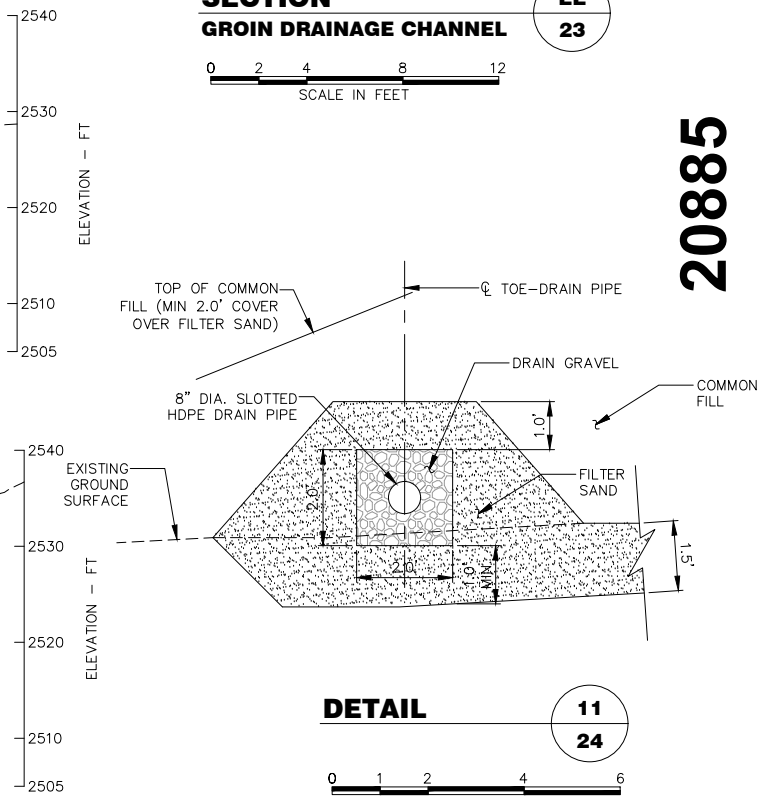 SECTION
GROIN DRAINAGE CHANNEL
23
0 2 4 8 12
SCALE IN FEET
2540
2530
2520
2510
2505
ELEVATION - FT
20885
TOP OF COMMON
FILL (MIN 2.0' COVER
OVER FILTER SAND)
℄ TOE-DRAIN PIPE
DRAIN GRAVEL
COMMON
FILL
8" DIA. SLOTTED
HDPE DRAIN PIPE
1.0'
EXISTING
GROUND
SURFACE
FILTER
SAND
2.0'
2.0'
1.0'
MIN.
1.5'
2540
2530
2520
2510
2505
ELEVATION - FT
DETAIL
11
24
0 1 2 4 6